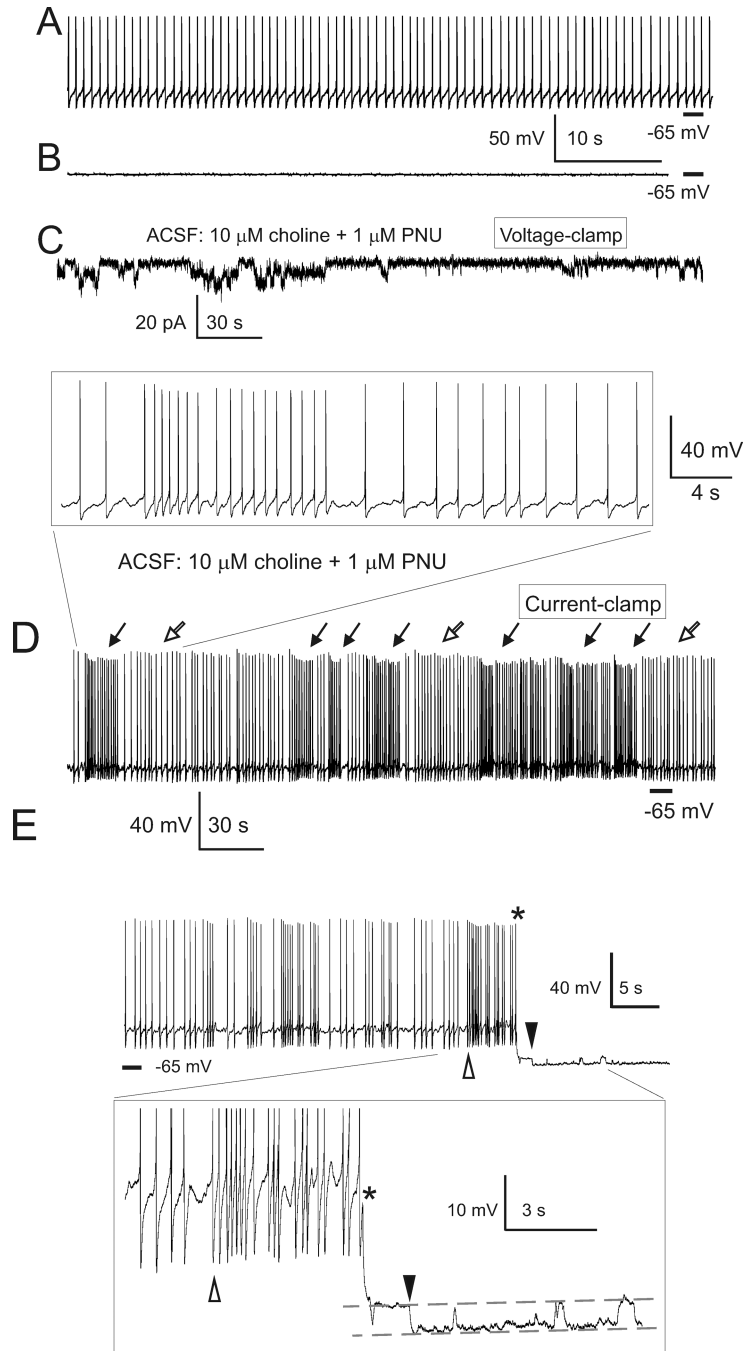 A
50 mV 10 s -65 mV
B
-65 mV
C
ACSF: 10 μM choline + 1 μM PNU Voltage-clamp
20 pA 30 s
40 mV
4 s
ACSF: 10 μM choline + 1 μM PNU
Current-clamp
D
-65 mV
40 mV 30 s
E
*
40 mV 5 s
-65 mV
*
10 mV 3 s